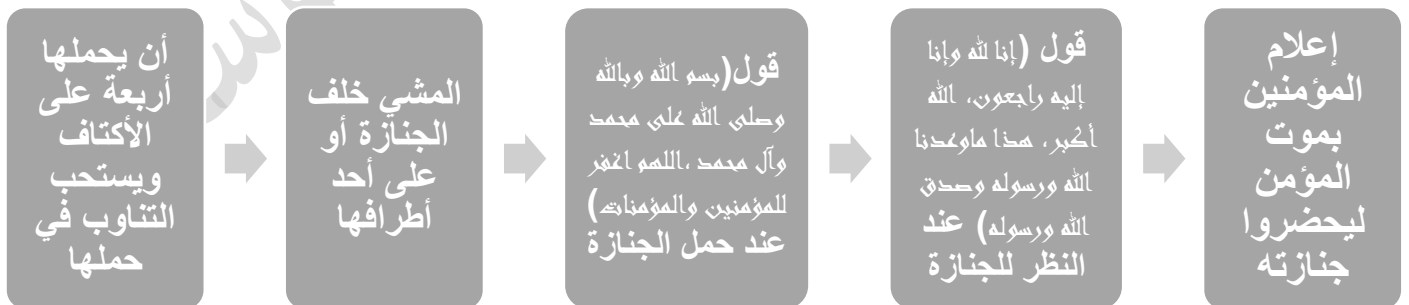 إعلام
المؤمنين
بموت
المؤمن
ليحضروا
جنازته
قول (إنا لله وإنا
إليه راجعون، الله
أكبر، هذا ماوعدنا
الله ورسوله وصدق
الله ورسوله) عند
النظر للجنازة
قول(بسم الله وبالله
وصلى الله على محمد
وآل محمد ،اللهم اغفر
للمؤمنين والمؤمنات)
عند حمل الجنازة
المشي خلف
الجنازة أو
على أحد
أطرافها
أن يحملها
أربعة على
الأكتاف
ويستحب
التناوب في
حملها